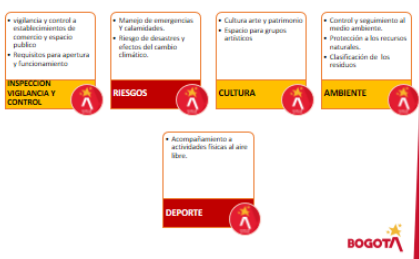 • vigilancia y control a
establecimientos de
comercio y espacio
publico
• Requisitos para apertura
y funcionamiento
INSPECCION
VIGILANCIA Y
CONTROL
• Manejo de emergencias
Y calamidades.
• Riesgo de desastres y
efectos del cambio
climático.
RIESGOS
• Cultura arte y patrimonio
• Espacio para grupos
artísticos
CULTURA
• Control y seguimiento al
medio ambiente.
• Protección a los recursos
naturales.
• Clasificación de los
residuos
AMBIENTE
• Acompañamiento a
actividades físicas al aire
libre.
DEPORTE
BOGOTÁ